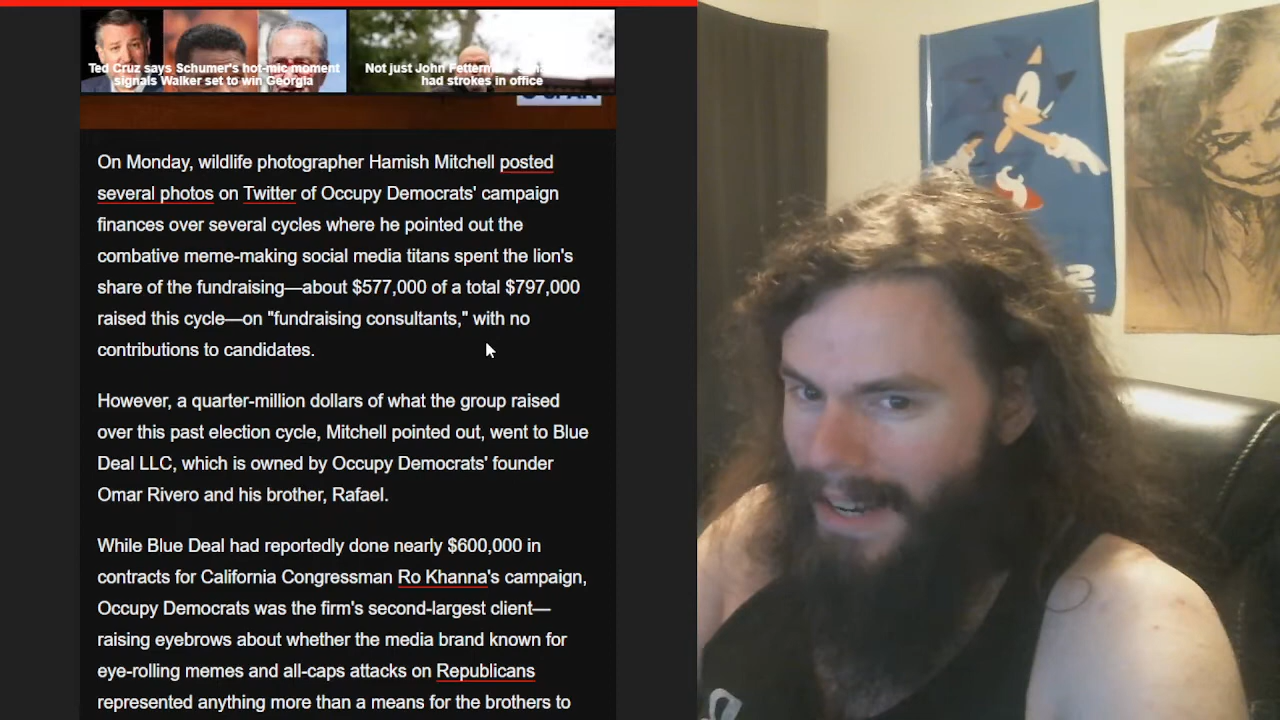 Ted Cruz says Schumer's hot-mic moment
signals Walker set to win Georgia
Not just John Fetterman
had strokes in office
On Monday, wildlife photographer Hamish Mitchell posted
several photos on Twitter of Occupy Democrats' campaign
finances over several cycles where he pointed out the
combative meme-making social media titans spent the lion's
share of the fundraising—about $577,000 of a total $797,000
raised this cycle—on "fundraising consultants," with no
contributions to candidates.
However, a quarter-million dollars of what the group raised
over this past election cycle, Mitchell pointed out, went to Blue
Deal LLC, which is owned by Occupy Democrats' founder
Omar Rivero and his brother, Rafael.
While Blue Deal had reportedly done nearly $600,000 in
contracts for California Congressman Ro Khanna's campaign,
Occupy Democrats was the firm's second-largest client—
raising eyebrows about whether the media brand known for
eye-rolling memes and all-caps attacks on Republicans
represented anything more than a means for the brothers to